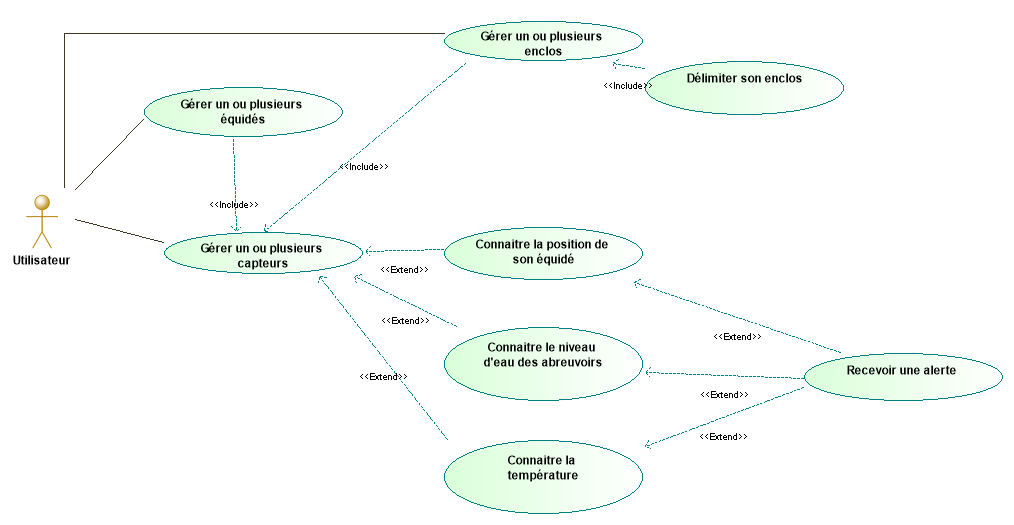 Gérer un ou plusieurs
enclos
Délimiter son enclos
<<Include>>
Gérer un ou plusieurs
équidés
<<Include>>
<<Include>>
Utilisateur
Gérer un ou plusieurs
capteurs
Connaitre la position de
son équidé
<<Extend>>
<<Extend>>
<<Extend>>
Connaitre le niveau
d'eau des abreuvoirs
<<Extend>>
Recevoir une alerte
<<Extend>>
<<Extend>>
Connaitre la
température